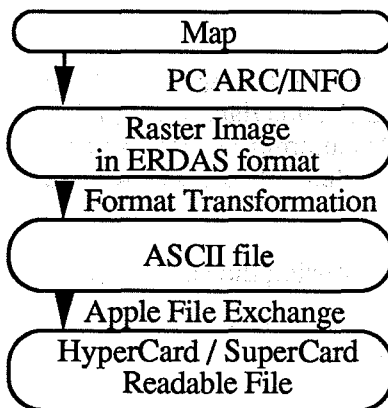 Map
PC ARC/INFO
Raster Image
in ERDAS format
Format Transformation
ASCII file
Apple File Exchange
HyperCard / SuperCard
Readable File